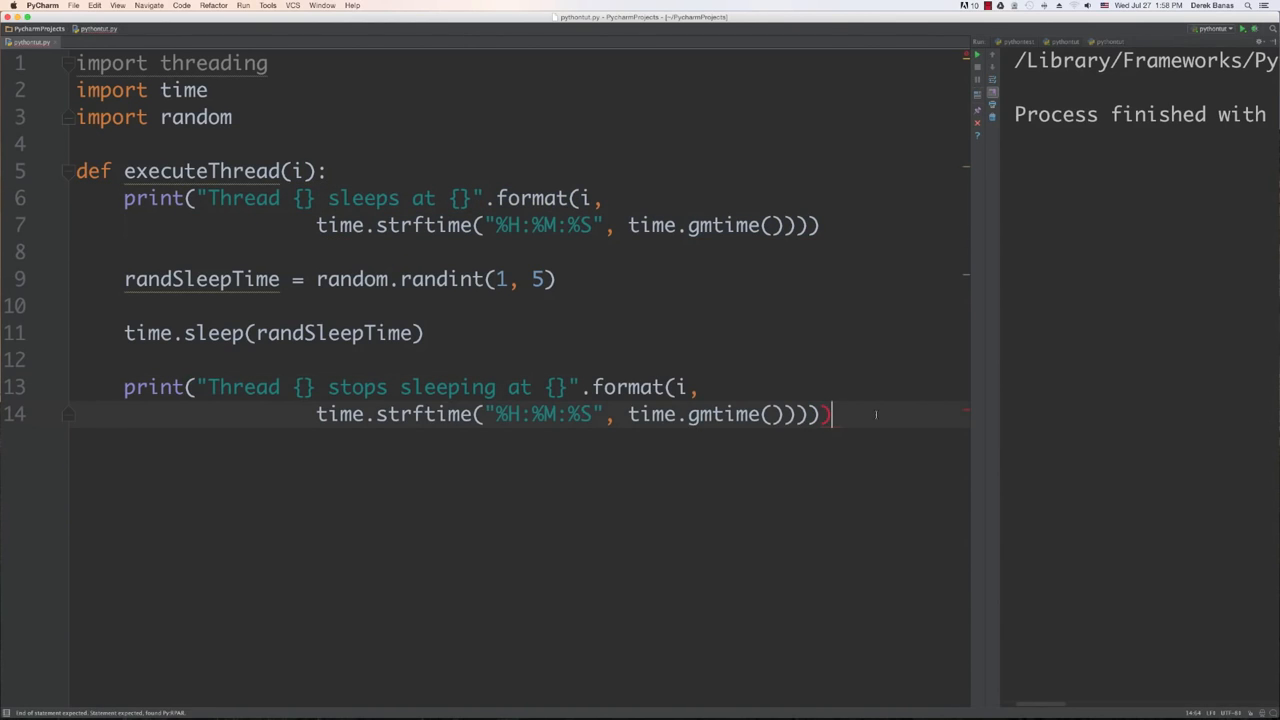 PyCharm File Edit View Navigate Code Refactor Run Tools VCS Window Help 10 Wed Jul 27 1:58 PM Derek Banas
pythontut.py - PycharmProjects - [~/PycharmProjects]
PycharmProjects pythontut.py pythontut
pythontut.py Run: pythontest pythontut pythontut
1 import threading
2 import time
3 import random
4
5 def executeThread(i):
6 print("Thread {} sleeps at {}".format(i,
7 time.strftime("%H:%M:%S", time.gmtime())))
8
9 randSleepTime = random.randint(1, 5)
10
11 time.sleep(randSleepTime)
12
13 print("Thread {} stops sleeping at {}".format(i,
14 time.strftime("%H:%M:%S", time.gmtime()))))
/Library/Frameworks/Py
Process finished with
End of statement expected. Statement expected, found Py:RPAR. 14:64 LF‡ UTF-8‡